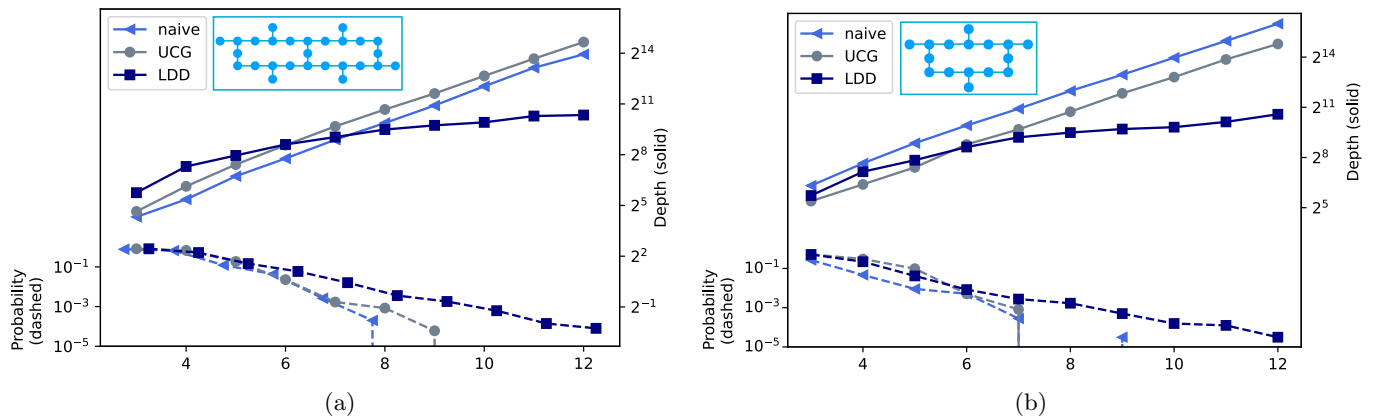 naive
UCG
LDD
2^14
2^11
2^8
2^5
2^2
2^−1
Depth (solid)
10^−1
10^−3
10^−5
Probability
(dashed)
4
6
8
10
12
(a)
naive
UCG
LDD
2^14
2^11
2^8
2^5
Depth (solid)
10^−1
10^−3
10^−5
Probability
(dashed)
4
6
8
10
12
(b)